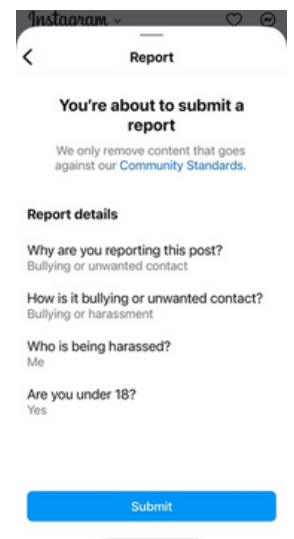 Instagram
Report
You're about to submit a
report
We only remove content that goes
against our Community Standards.
Report details
Why are you reporting this post?
Bullying or unwanted contact
How is it bullying or unwanted contact?
Bullying or harassment
Who is being harassed?
Me
Are you under 18?
Yes
Submit